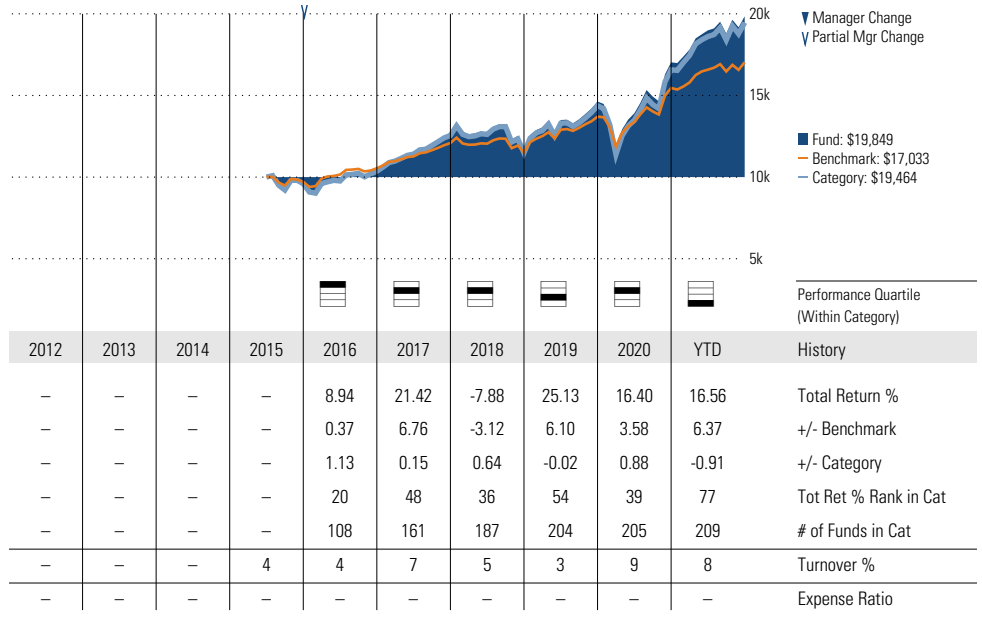 20k
15k
10k
5k
Manager Change
Partial Mgr Change
Fund: $19,849
Benchmark: $17,033
Category: $19,464
Performance Quartile
(Within Category)
2012 2013 2014 2015 2016 2017 2018 2019 2020 YTD History
– – – – 8.94 21.42 -7.88 25.13 16.40 16.56 Total Return %
– – – – 0.37 6.76 -3.12 6.10 3.58 6.37 +/- Benchmark
– – – – 1.13 0.15 0.64 -0.02 0.88 -0.91 +/- Category
– – – – 20 48 36 54 39 77 Tot Ret % Rank in Cat
– – – – 108 161 187 204 205 209 # of Funds in Cat
– – – 4 4 7 5 3 9 8 Turnover %
– – – – – – – – – – Expense Ratio